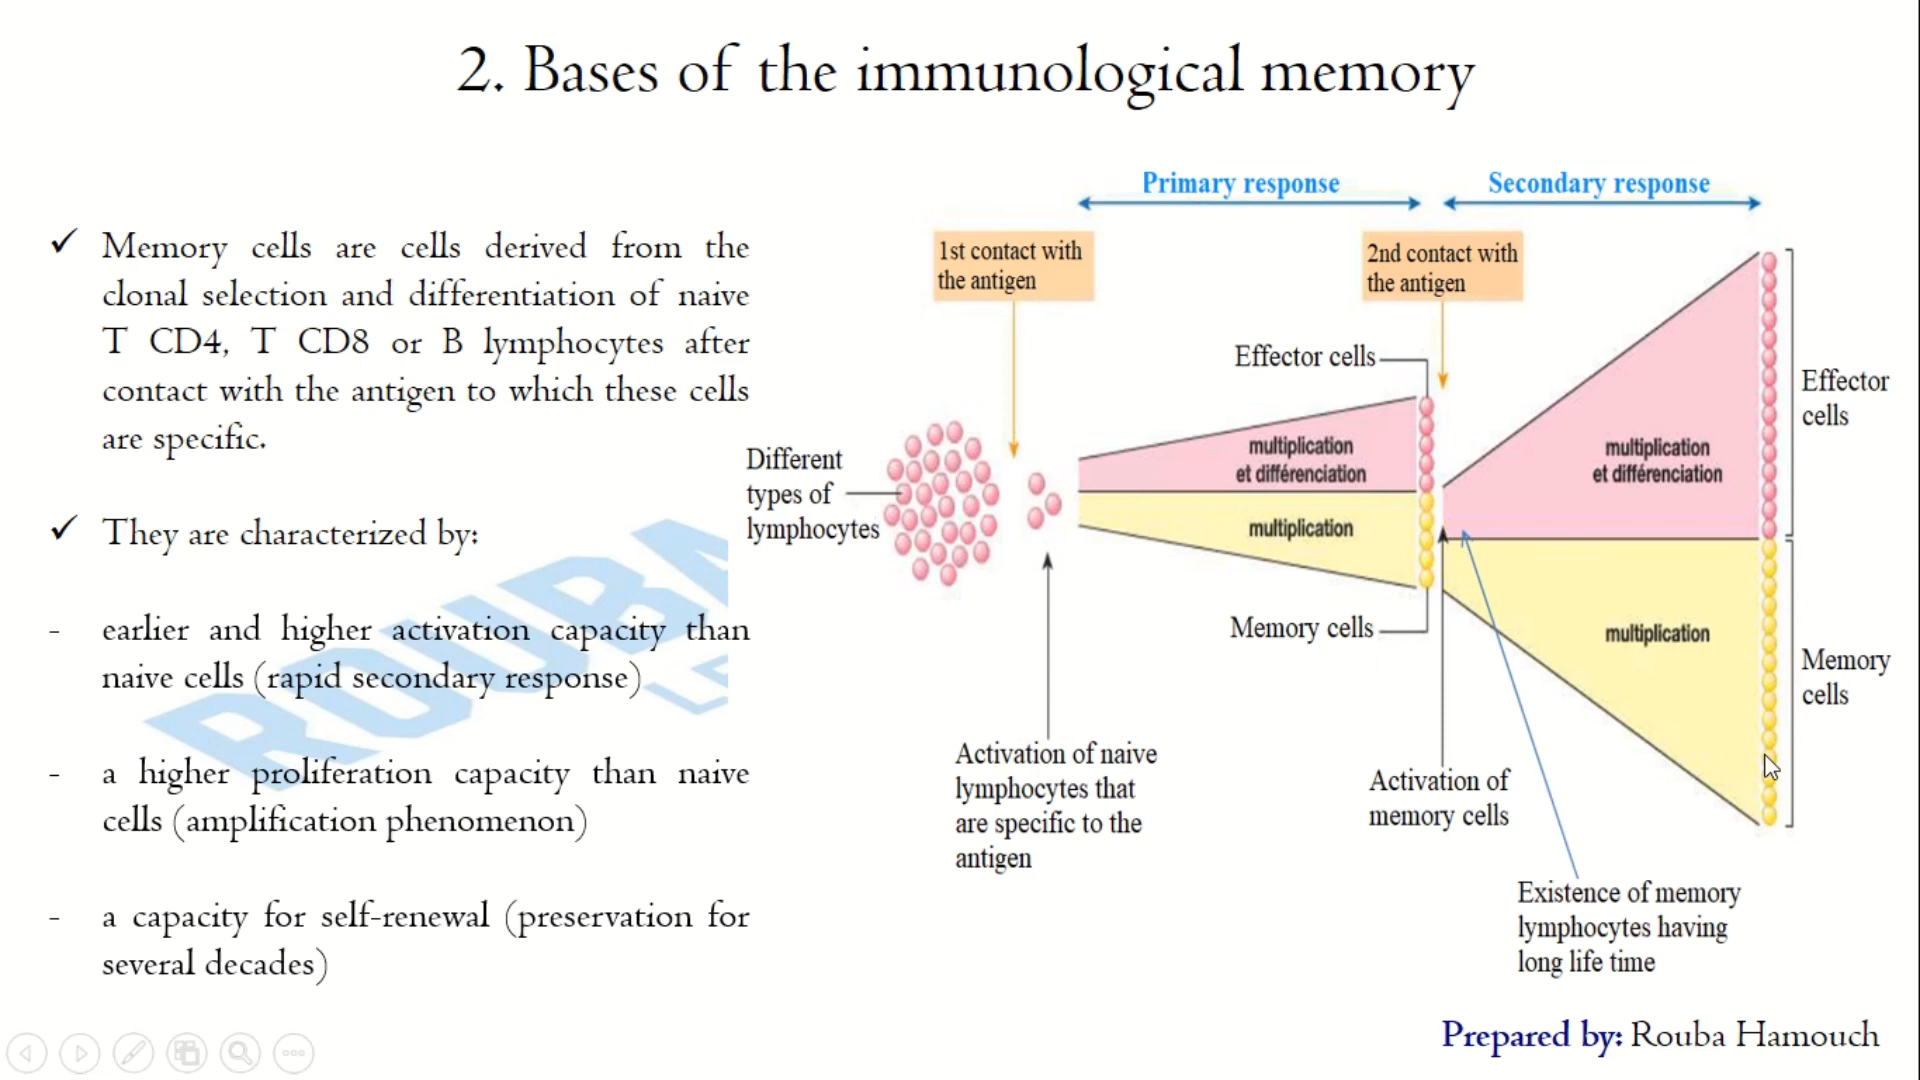 2. Bases of the immunological memory
✓ Memory cells are cells derived from the
clonal selection and differentiation of naive
T CD4, T CD8 or B lymphocytes after
contact with the antigen to which these cells
are specific.
✓ They are characterized by:
- earlier and higher activation capacity than
naive cells (rapid secondary response)
- a higher proliferation capacity than naive
cells (amplification phenomenon)
- a capacity for self-renewal (preservation for
several decades)
Primary response
Secondary response
1st contact with
the antigen
2nd contact with
the antigen
Effector cells
Effector
cells
Different
types of
lymphocytes
multiplication
et différenciation
multiplication
et différenciation
multiplication
multiplication
Memory cells
Memory
cells
Activation of naive
lymphocytes that
are specific to the
antigen
Activation of
memory cells
Existence of memory
lymphocytes having
long life time
Prepared by: Rouba Hamouch
ROUBA